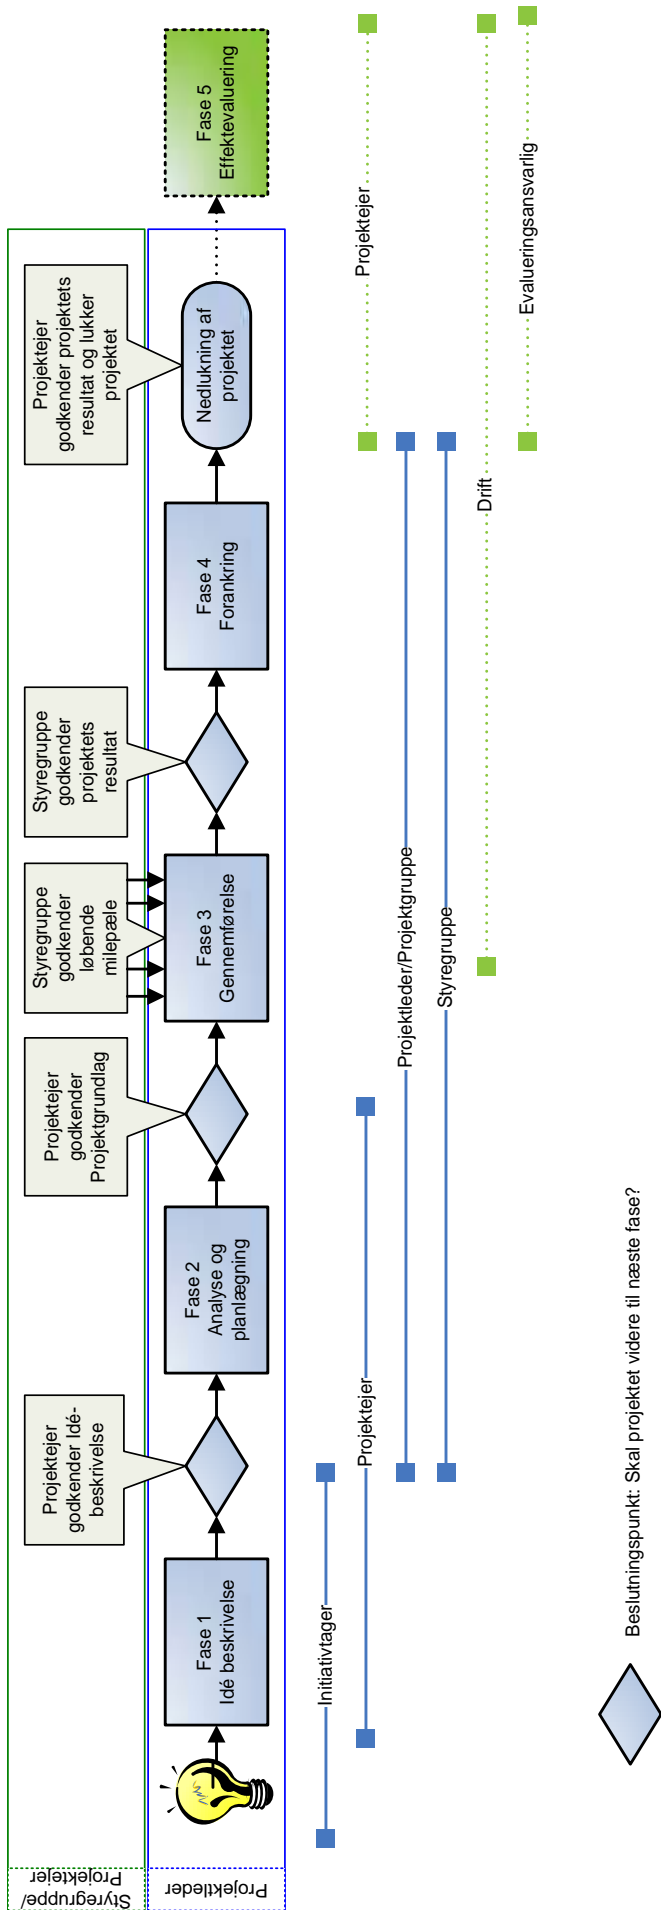 Styregruppe/
Projektejer
Projektleder
Projektejer
godkender Idé-
beskrivelse
Projektejer
godkender
Projektgrundlag
Styregruppe
godkender
løbende
milepæle
Styregruppe
godkender
projektets
resultat
Projektejer
godkender projektets
resultat og lukker
projektet
Fase 1
Idé beskrivelse
Fase 2
Analyse og
planlægning
Fase 3
Gennemførelse
Fase 4
Forankring
Nedlukning af
projektet
Fase 5
Effektevaluering
Initiativtager
Projektejer
Projektejer
Projektleder/Projektgruppe
Styregruppe
Drift
Evalueringsansvarlig
Beslutningspunkt: Skal projektet videre til næste fase?